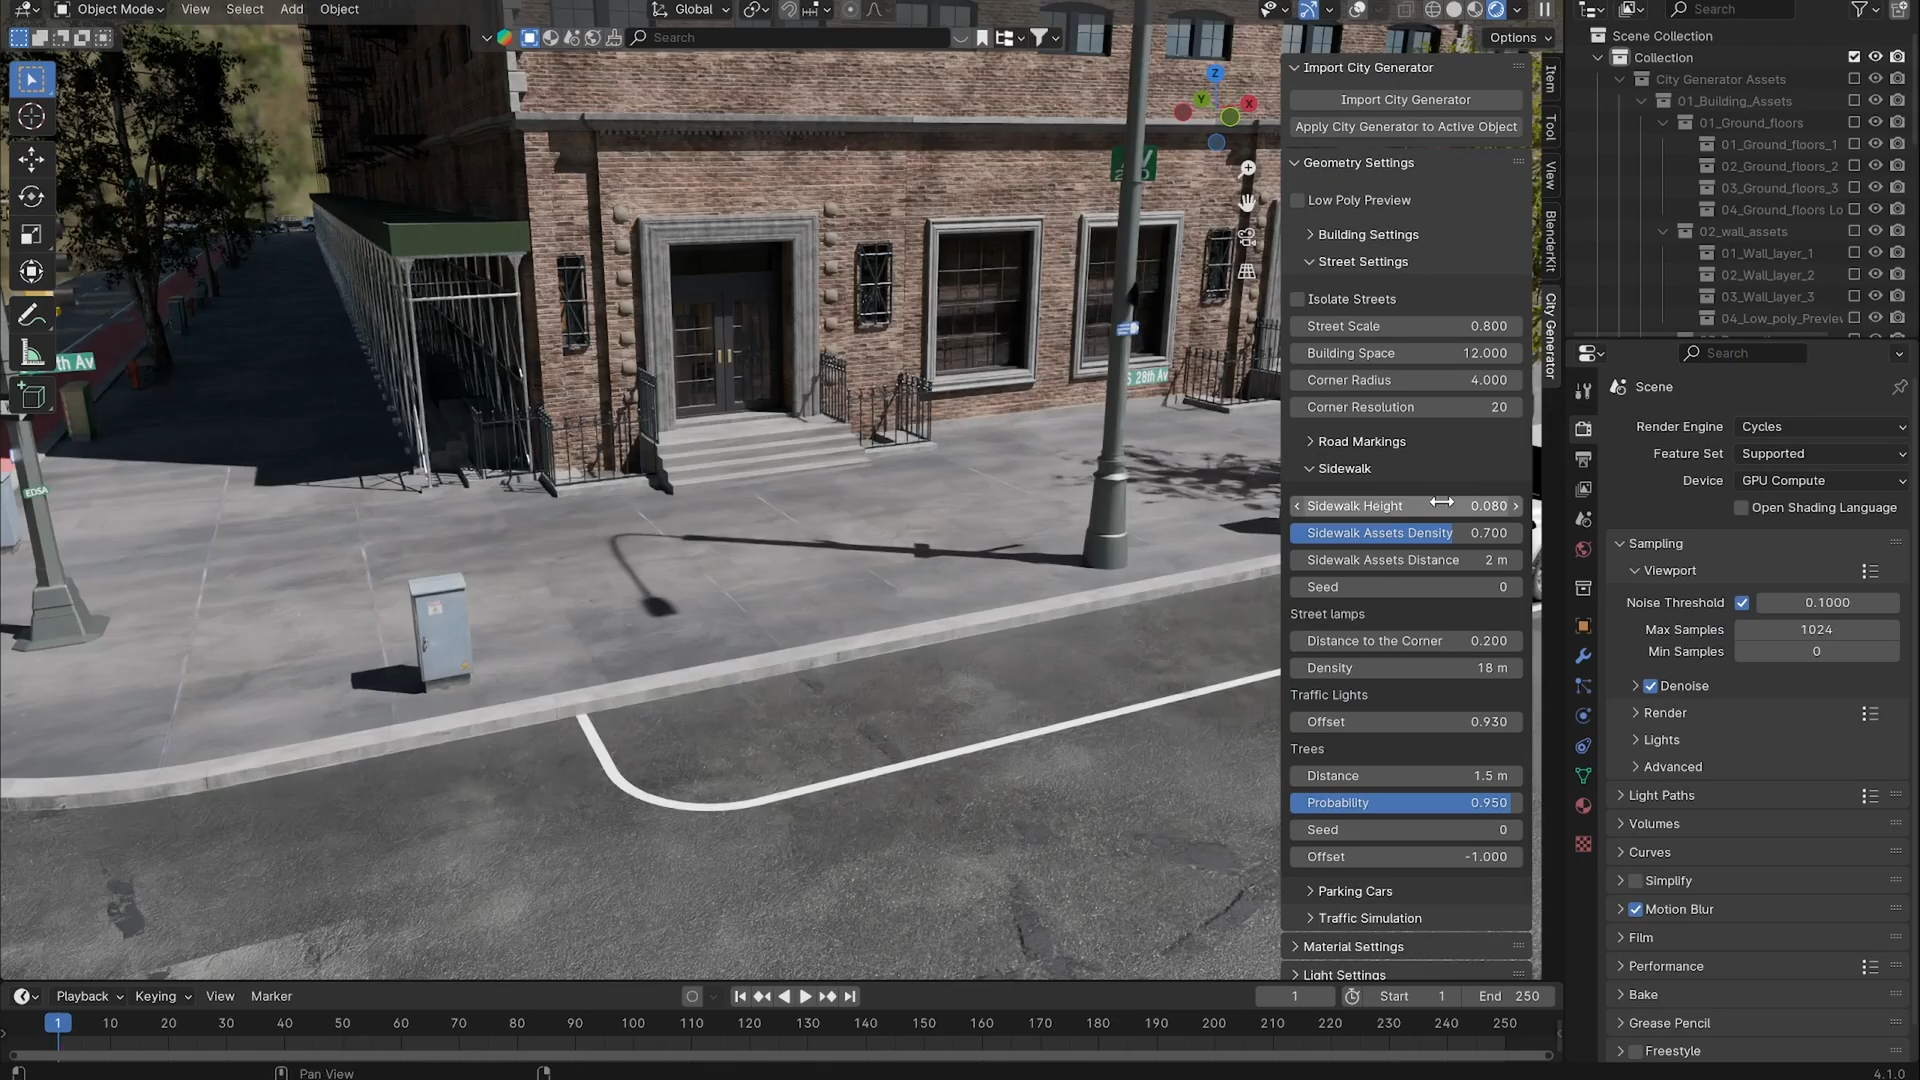 Object Mode
View
Select
Add
Object
Global
Search
Options
Import City Generator
Import City Generator
Apply City Generator to Active Object
Geometry Settings
Low Poly Preview
Building Settings
Street Settings
Isolate Streets
Street Scale 0.800
Building Space 12.000
Corner Radius 4.000
Corner Resolution 20
Road Markings
Sidewalk
Sidewalk Height 0.080
Sidewalk Assets Density 0.700
Sidewalk Assets Distance 2 m
Seed 0
Street lamps
Distance to the Corner 0.200
Density 18 m
Traffic Lights
Offset 0.930
Trees
Distance 1.5 m
Probability 0.950
Seed 0
Offset -1.000
Parking Cars
Traffic Simulation
Material Settings
Light Settings
Item
Tool
View
BlenderKit
City Generator
Z
Y
X
th Av
EDSA
S 28th Av
Search
Scene Collection
Collection
City Generator Assets
01_Building_Assets
01_Ground_floors
01_Ground_floors_1
02_Ground_floors_2
03_Ground_floors_3
04_Ground_floors Lo
02_wall_assets
01_Wall_layer_1
02_Wall_layer_2
03_Wall_layer_3
04_Low_poly_Preview
Search
Scene
Render Engine Cycles
Feature Set Supported
Device GPU Compute
Open Shading Language
Sampling
Viewport
Noise Threshold 0.1000
Max Samples 1024
Min Samples 0
Denoise
Render
Lights
Advanced
Light Paths
Volumes
Curves
Simplify
Motion Blur
Film
Performance
Bake
Grease Pencil
Freestyle
Playback
Keying
View
Marker
1
Start 1
End 250
1 10 20 30 40 50 60 70 80 90 100 110 120 130 140 150 160 170 180 190 200 210 220 230 240 250
Pan View
4.1.0